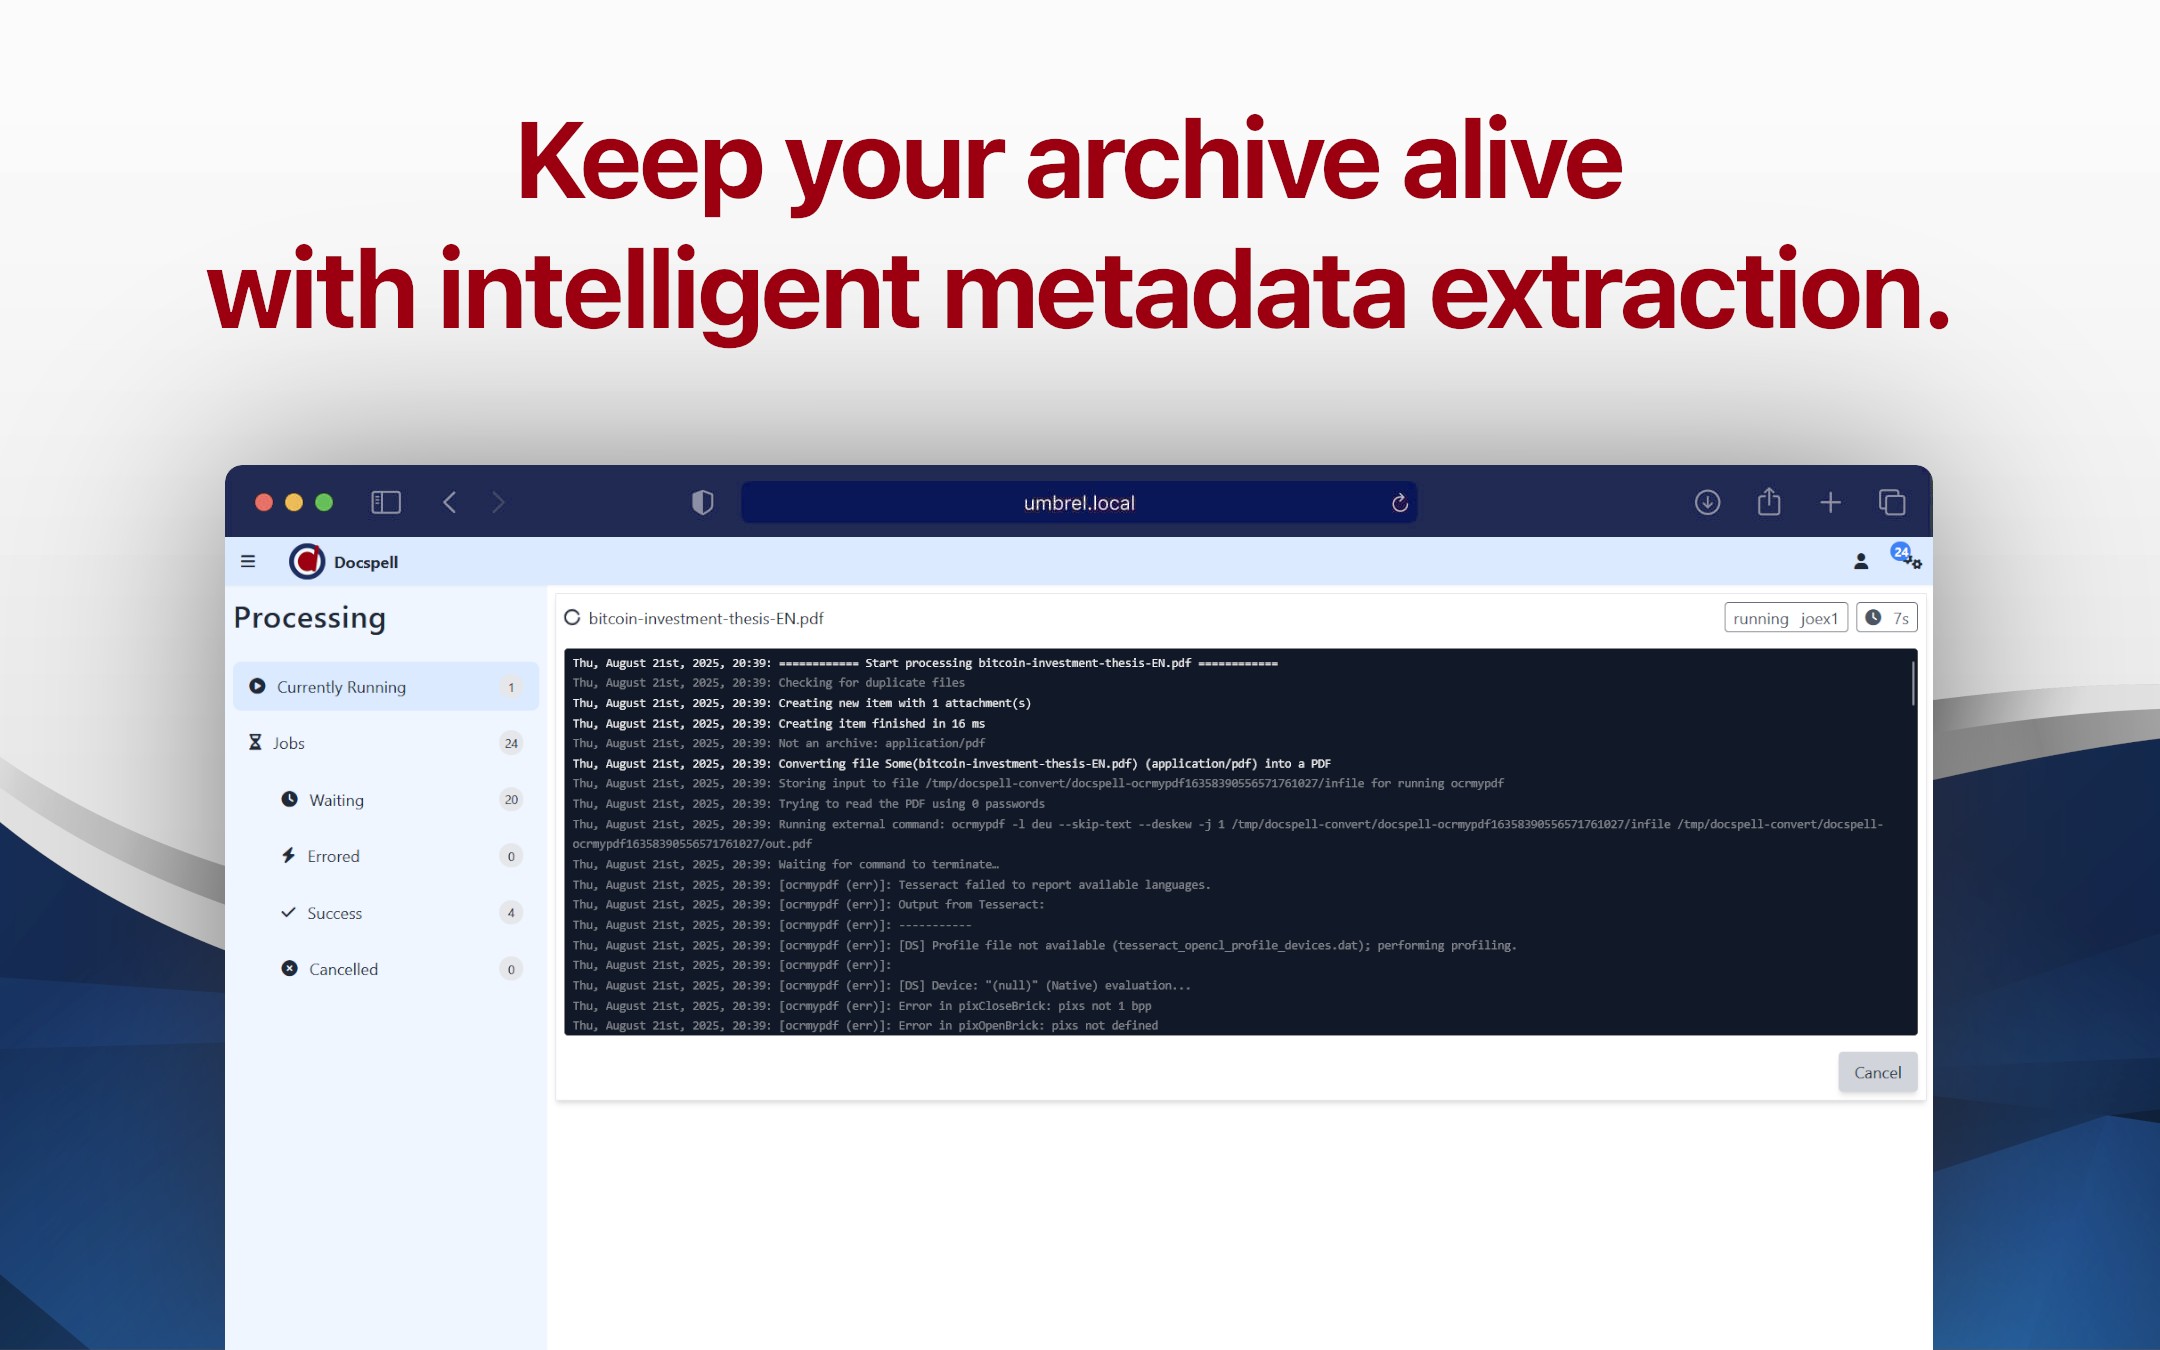 Keep your archive alive
with intelligent metadata extraction.
umbrel.local
Docspell
24
Processing
Currently Running 1
Jobs 24
Waiting 20
Errored 0
Success 4
Cancelled 0
bitcoin-investment-thesis-EN.pdf
running joex1
7s
Thu, August 21st, 2025, 20:39: ============ Start processing bitcoin-investment-thesis-EN.pdf ============
Thu, August 21st, 2025, 20:39: Checking for duplicate files
Thu, August 21st, 2025, 20:39: Creating new item with 1 attachment(s)
Thu, August 21st, 2025, 20:39: Creating item finished in 16 ms
Thu, August 21st, 2025, 20:39: Not an archive: application/pdf
Thu, August 21st, 2025, 20:39: Converting file Some(bitcoin-investment-thesis-EN.pdf) (application/pdf) into a PDF
Thu, August 21st, 2025, 20:39: Storing input to file /tmp/docspell-convert/docspell-ocrmypdf16358390556571761027/infile for running ocrmypdf
Thu, August 21st, 2025, 20:39: Trying to read the PDF using 0 passwords
Thu, August 21st, 2025, 20:39: Running external command: ocrmypdf -l deu --skip-text --deskew -j 1 /tmp/docspell-convert/docspell-ocrmypdf16358390556571761027/infile /tmp/docspell-convert/docspell-
ocrmypdf16358390556571761027/out.pdf
Thu, August 21st, 2025, 20:39: Waiting for command to terminate…
Thu, August 21st, 2025, 20:39: [ocrmypdf (err)]: Tesseract failed to report available languages.
Thu, August 21st, 2025, 20:39: [ocrmypdf (err)]: Output from Tesseract:
Thu, August 21st, 2025, 20:39: [ocrmypdf (err)]: -----------
Thu, August 21st, 2025, 20:39: [ocrmypdf (err)]: [DS] Profile file not available (tesseract_opencl_profile_devices.dat); performing profiling.
Thu, August 21st, 2025, 20:39: [ocrmypdf (err)]:
Thu, August 21st, 2025, 20:39: [ocrmypdf (err)]: [DS] Device: "(null)" (Native) evaluation...
Thu, August 21st, 2025, 20:39: [ocrmypdf (err)]: Error in pixCloseBrick: pixs not 1 bpp
Thu, August 21st, 2025, 20:39: [ocrmypdf (err)]: Error in pixOpenBrick: pixs not defined
Cancel